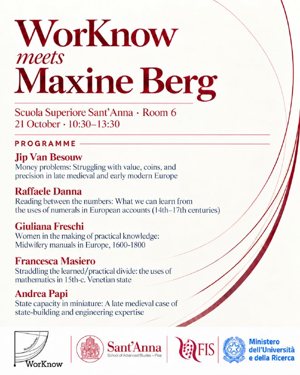 WorKnow
meets
Maxine Berg
Scuola Superiore Sant'Anna · Room 6
21 October · 10:30–13:30
PROGRAMME
Jip Van Besouw
Money problems: Struggling with value, coins, and
precision in late medieval and early modern Europe
Raffaele Danna
Reading between the numbers: What we can learn from
the uses of numerals in European accounts (14th–17th centuries)
Giuliana Freschi
Women in the making of practical knowledge:
Midwifery manuals in Europe, 1600-1800
Francesca Masiero
Straddling the learned/practical divide: the uses of
mathematics in 15th-c. Venetian state
Andrea Papi
State capacity in miniature: A late medieval case of
state-building and engineering expertise
WorKnow
Sant'Anna
School of Advanced Studies – Pisa
FIS
Ministero
dell'Università
e della Ricerca